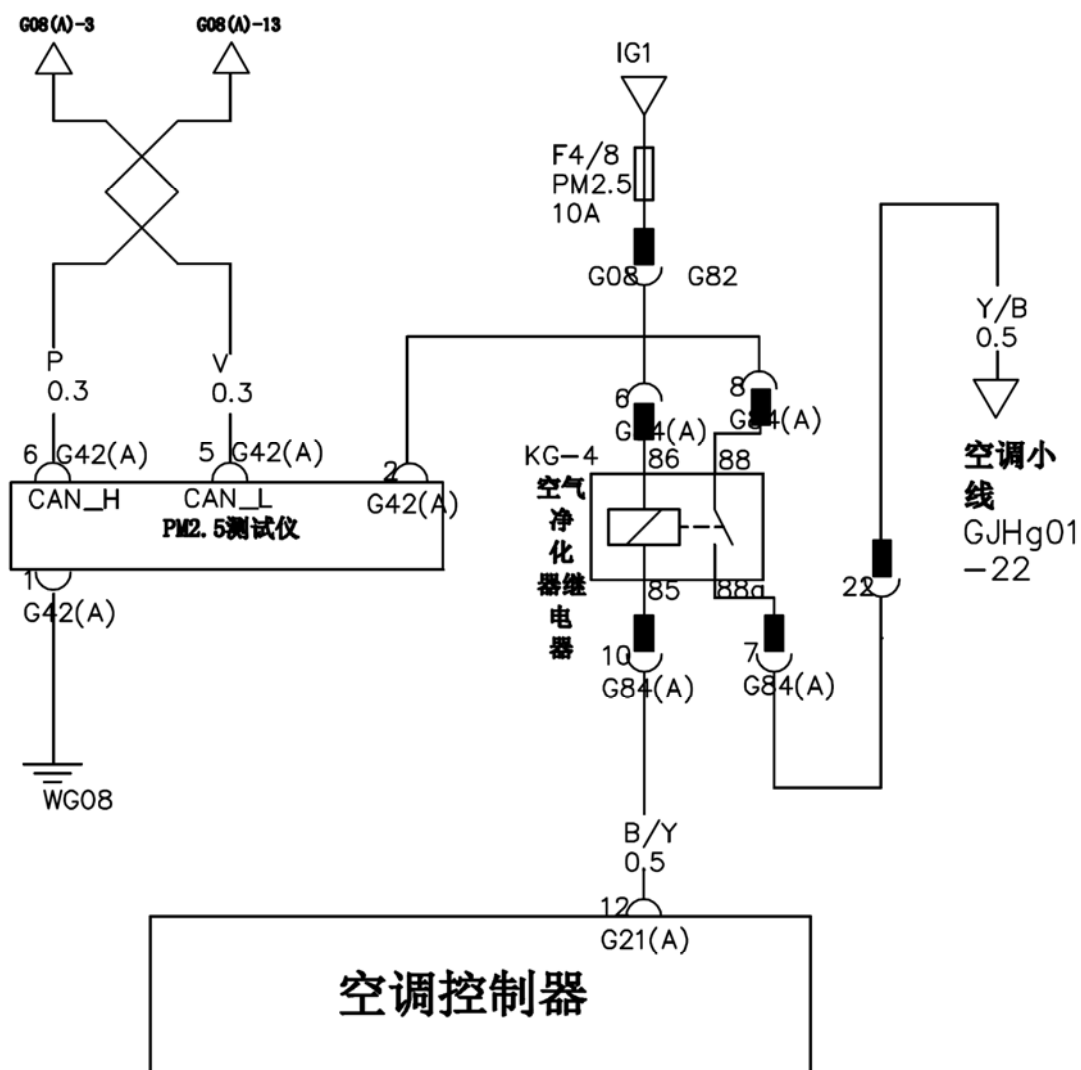 G08(A)-3
G08(A)-13
IG1
F4/8
PM2.5
10A
G08
G82
Y/B
0.5
P
0.3
V
0.3
6
8
G84(A)
6
G42(A)
5
G42(A)
2
KG-4
86
88
空调小
线
GJHg01
-22
CAN_H
CAN_L
G42(A)
PM2.5测试仪
空气
净
化
器继
电
器
1
G42(A)
85
22
10
7
G84(A)
G84(A)
WG08
B/Y
0.5
12
G21(A)
空调控制器